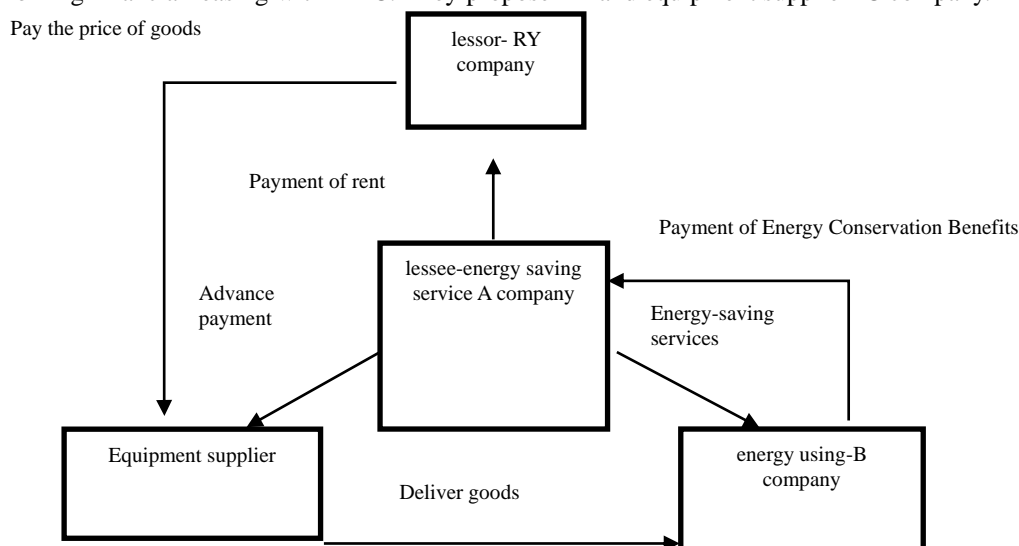 Pay the price of goods
lessor- RY
company
Payment of rent
Payment of Energy Conservation Benefits
lessee-energy saving
service A company
Advance
payment
Energy-saving
services
Equipment supplier
energy using-B
company
Deliver goods